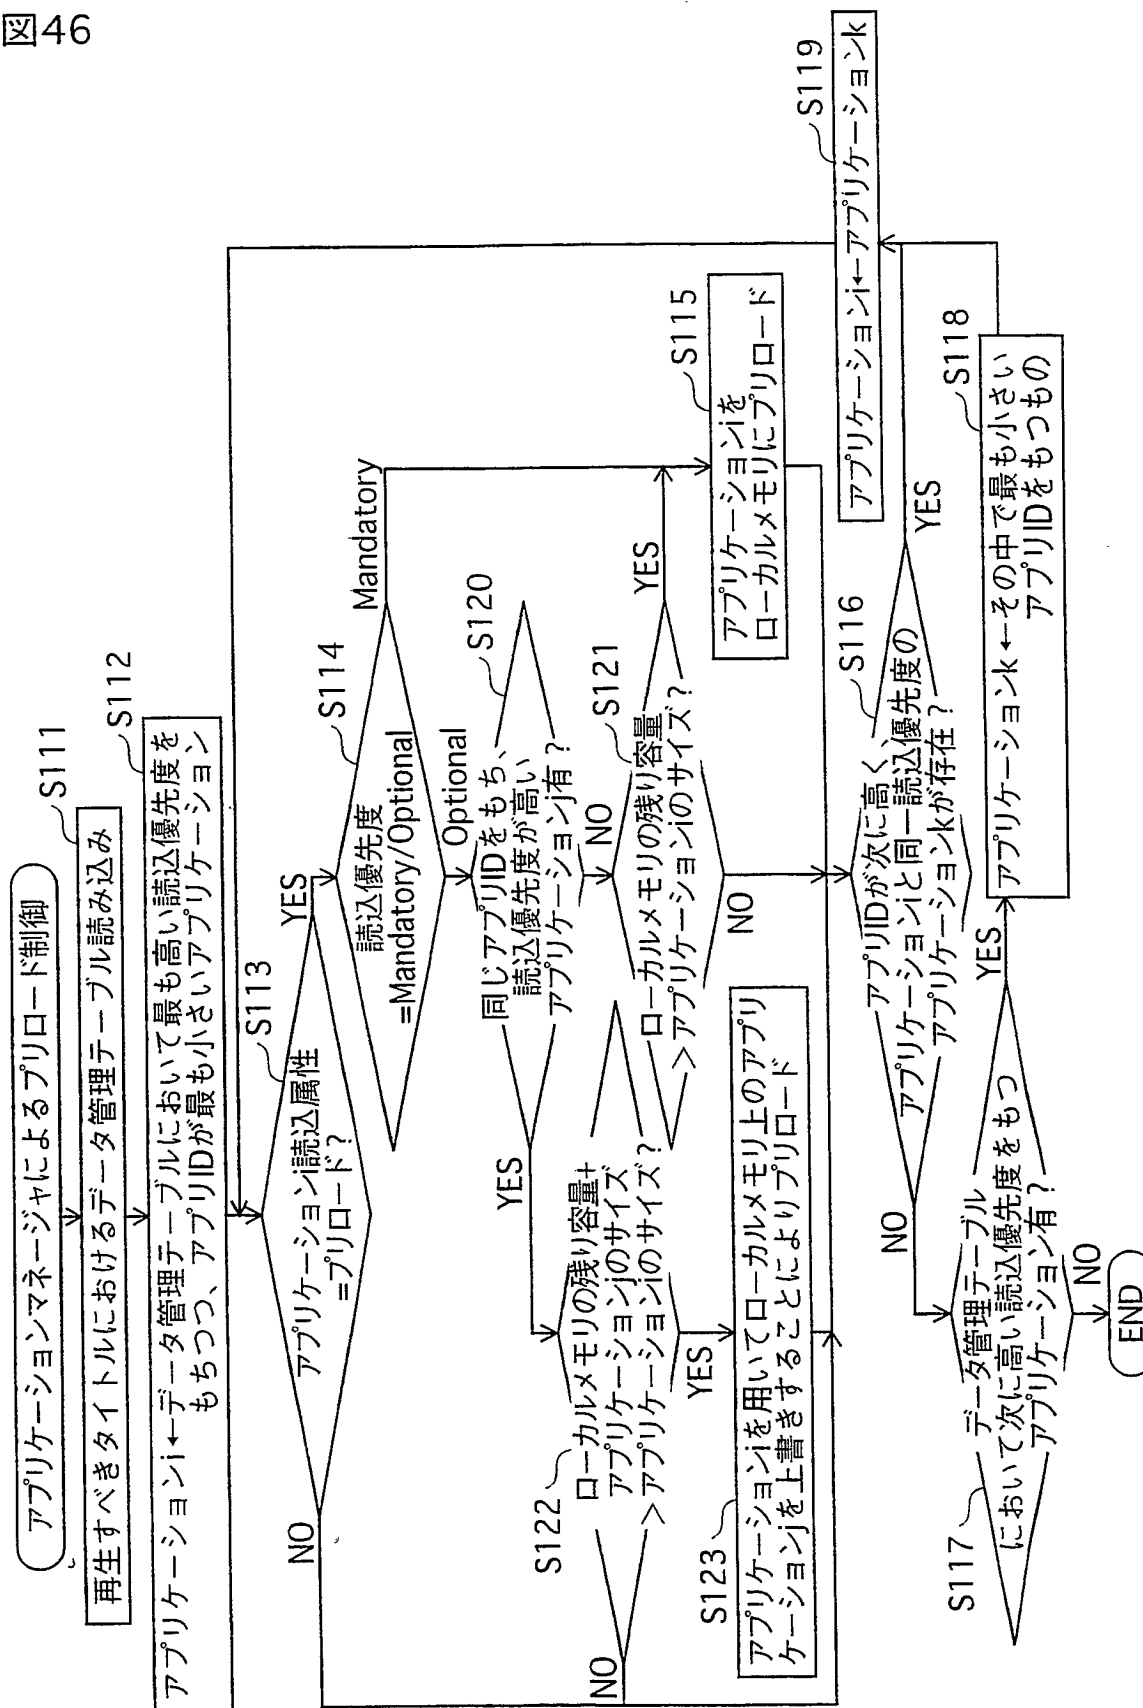 図46
アプリケーションマネージャによるプリロード制御
S111
再生すべきタイトルにおけるデータ管理テーブル読み込み
S112
アプリケーションi←データ管理テーブルにおいて最も高い読込優先度を
もちつつ、アプリIDが最も小さいアプリケーション
S113
アプリケーションi読込属性
=プリロード?
YES
NO
S114
読込優先度
=Mandatory/Optional
Mandatory
Optional
S120
同じアプリIDをもち、
読込優先度が高い
アプリケーションj有?
YES
NO
S121
ローカルメモリの残り容量
>アプリケーションiのサイズ?
YES
NO
S122
ローカルメモリの残り容量+
アプリケーションjのサイズ
>アプリケーションiのサイズ?
YES
NO
S115
アプリケーションiを
ローカルメモリにプリロード
S123
アプリケーションiを用いてローカルメモリ上のアプリ
ケーションjを上書きすることによりプリロード
S116
アプリIDが次に高く、
アプリケーションiと同一読込優先度の
アプリケーションkが存在?
YES
NO
S119
アプリケーションi←アプリケーションk
S117
データ管理テーブル
において次に高い読込優先度をもつ
アプリケーション有?
YES
NO
S118
アプリケーションk←その中で最も小さい
アプリIDをもつもの
END